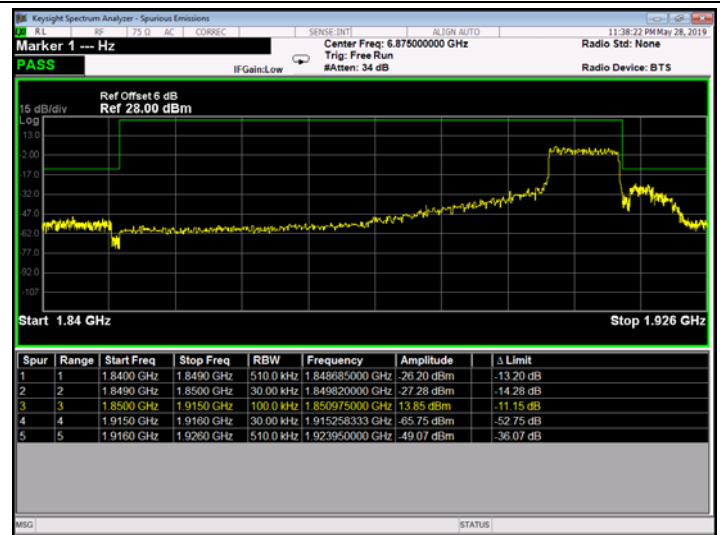 Keysight Spectrum Analyzer - Spurious Emissions
RL RF 75 Ω AC CORREC SENSE:INT ALIGN AUTO 11:38:22 PM May 28, 2019
Marker 1 --- Hz Center Freq: 6.875000000 GHz Radio Std: None
Trig: Free Run
PASS IFGain:Low #Atten: 34 dB Radio Device: BTS
Ref Offset 6 dB
15 dB/div Ref 28.00 dBm
Log
13.0
-2.00
-17.0
-32.0
-47.0
-62.0
-77.0
-92.0
-107
Start 1.84 GHz Stop 1.926 GHz
Spur Range Start Freq Stop Freq RBW Frequency Amplitude Δ Limit
1 1 1.8400 GHz 1.8490 GHz 510.0 kHz 1.848685000 GHz -26.20 dBm -13.20 dB
2 2 1.8490 GHz 1.8500 GHz 30.00 kHz 1.849820000 GHz -27.28 dBm -14.28 dB
3 3 1.8500 GHz 1.9150 GHz 100.0 kHz 1.850975000 GHz 13.85 dBm -11.15 dB
4 4 1.9150 GHz 1.9160 GHz 30.00 kHz 1.915258333 GHz -65.75 dBm -52.75 dB
5 5 1.9160 GHz 1.9260 GHz 510.0 kHz 1.923950000 GHz -49.07 dBm -36.07 dB
MSG STATUS